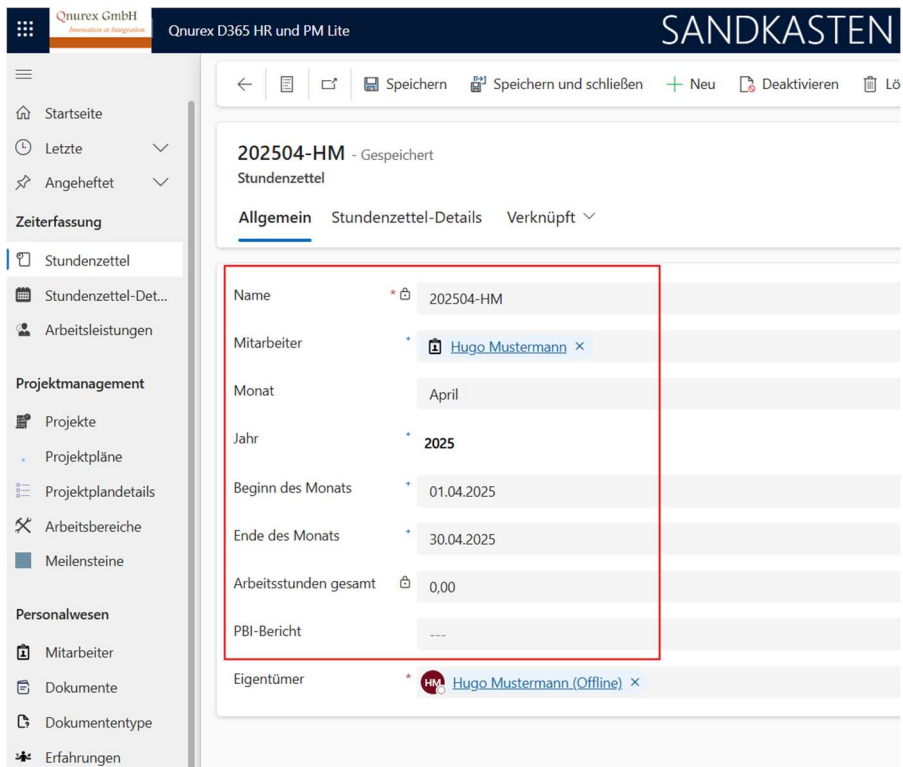 Qnurex GmbH
Innovation at Integration
Qnurex D365 HR und PM Lite
SANDKASTEN
Speichern
Speichern und schließen
Neu
Deaktivieren
Lö
Startseite
Letzte
Angeheftet
Zeiterfassung
Stundenzettel
Stundenzettel-Det...
Arbeitsleistungen
Projektmanagement
Projekte
Projektpläne
Projektplandetails
Arbeitsbereiche
Meilensteine
Personalwesen
Mitarbeiter
Dokumente
Dokumententype
Erfahrungen
202504-HM - Gespeichert
Stundenzettel
Allgemein Stundenzettel-Details Verknüpft
Name * 202504-HM
Mitarbeiter + Hugo Mustermann ×
Monat April
Jahr + 2025
Beginn des Monats + 01.04.2025
Ende des Monats + 30.04.2025
Arbeitsstunden gesamt 0,00
PBI-Bericht ---
Eigentümer * HM Hugo Mustermann (Offline) ×